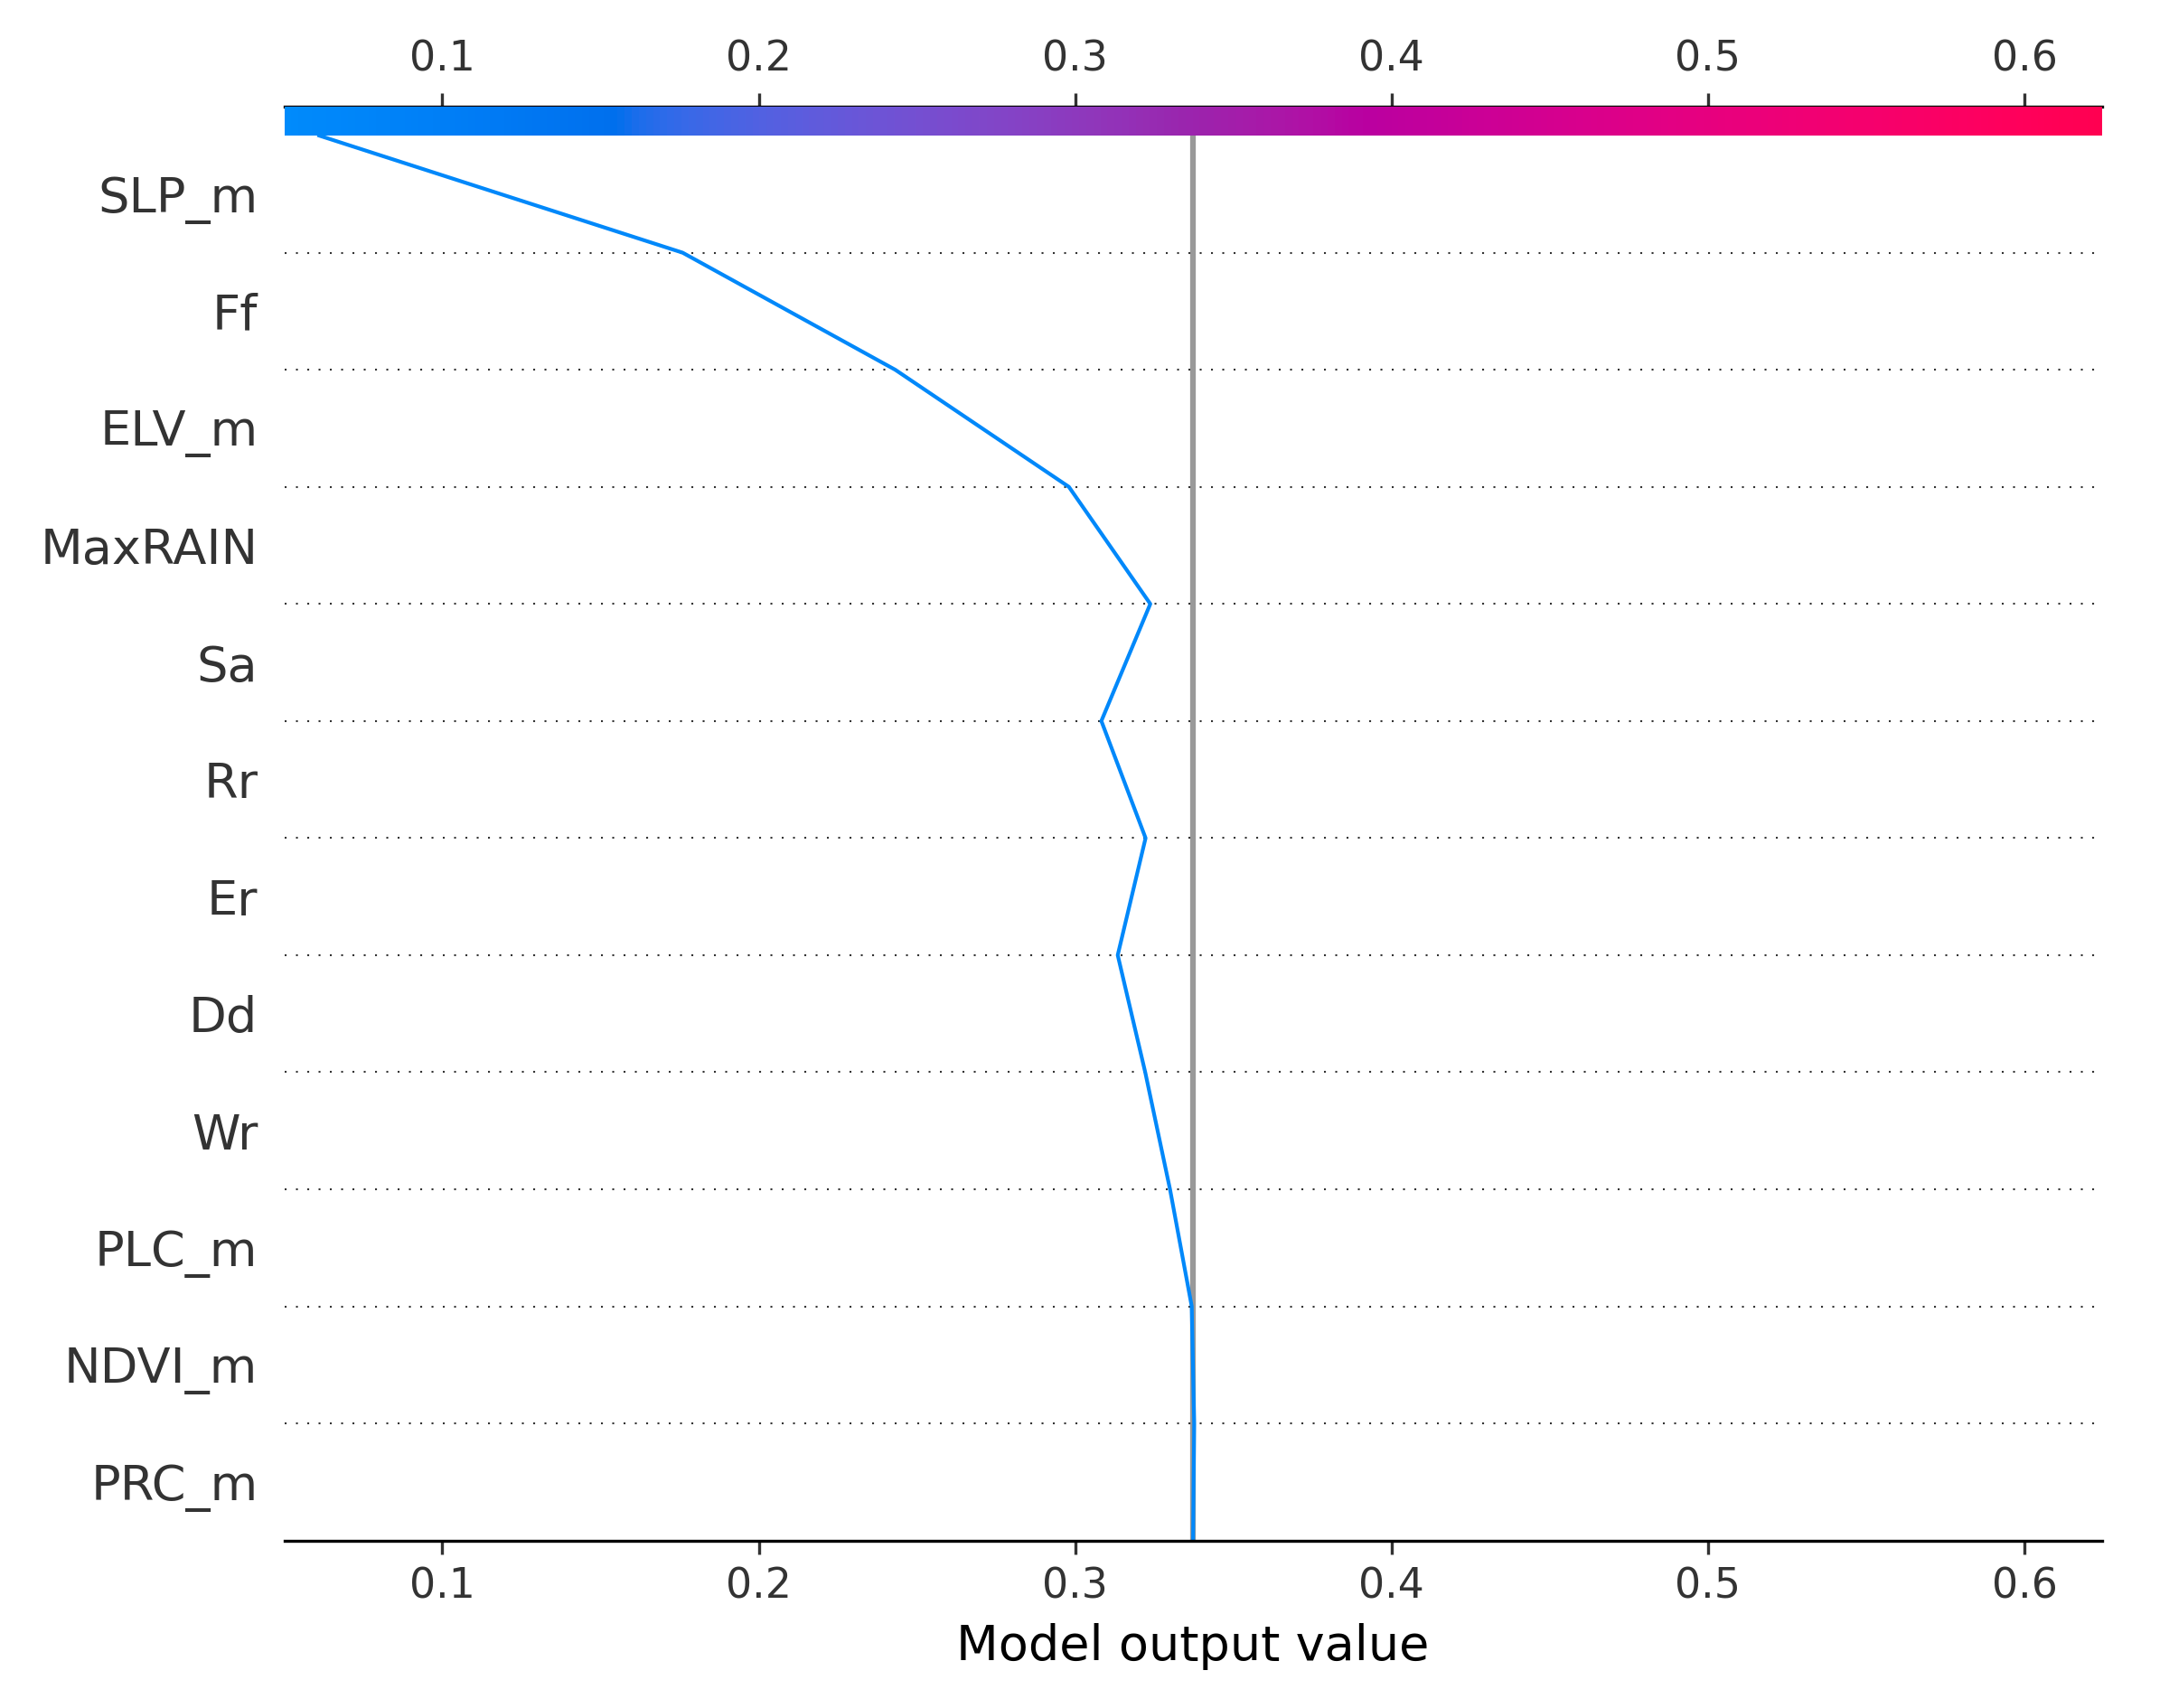 0.1 0.2 0.3 0.4 0.5 0.6
SLP_m
Ff
ELV_m
MaxRAIN
Sa
Rr
Er
Dd
Wr
PLC_m
NDVI_m
PRC_m
0.1 0.2 0.3 0.4 0.5 0.6
Model output value